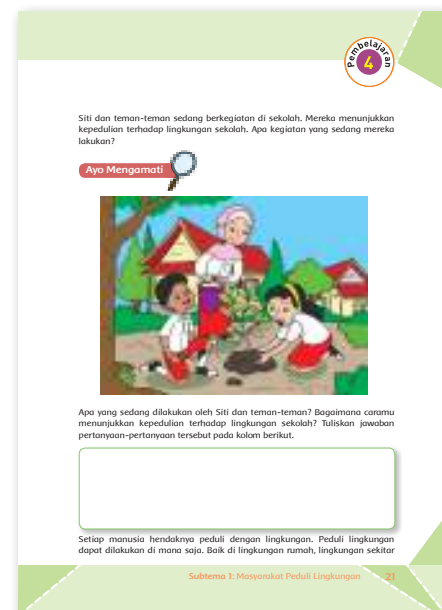 Pembelajaran
4
Siti dan teman-teman sedang berkegiatan di sekolah. Mereka menunjukkan
kepedulian terhadap lingkungan sekolah. Apa kegiatan yang sedang mereka
lakukan?
Ayo Mengamati
Apa yang sedang dilakukan oleh Siti dan teman-teman? Bagaimana caramu
menunjukkan kepedulian terhadap lingkungan sekolah? Tuliskan jawaban
pertanyaan-pertanyaan tersebut pada kolom berikut.
Setiap manusia hendaknya peduli dengan lingkungan. Peduli lingkungan
dapat dilakukan di mana saja. Baik di lingkungan rumah, lingkungan sekitar
Subtema 1: Masyarakat Peduli Lingkungan 21